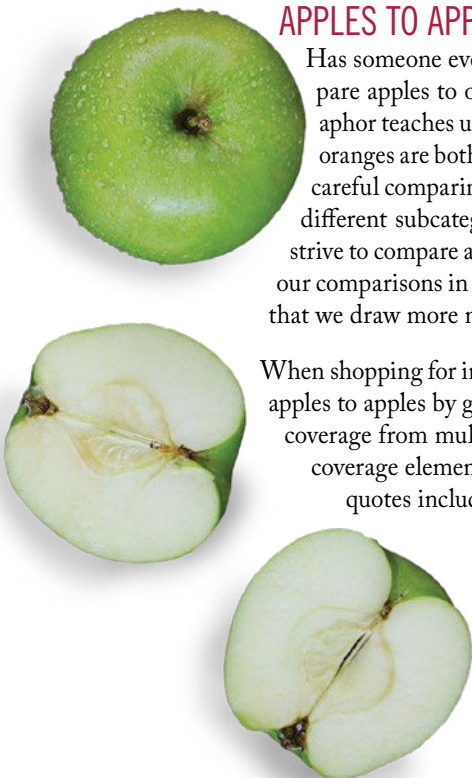 APPLES TO APP
Has someone eve
pare apples to o
aphor teaches u
oranges are both
careful comparin
different subcateg
strive to compare a
our comparisons in
that we draw more m
When shopping for in
apples to apples by g
coverage from mul
coverage elemen
quotes includ